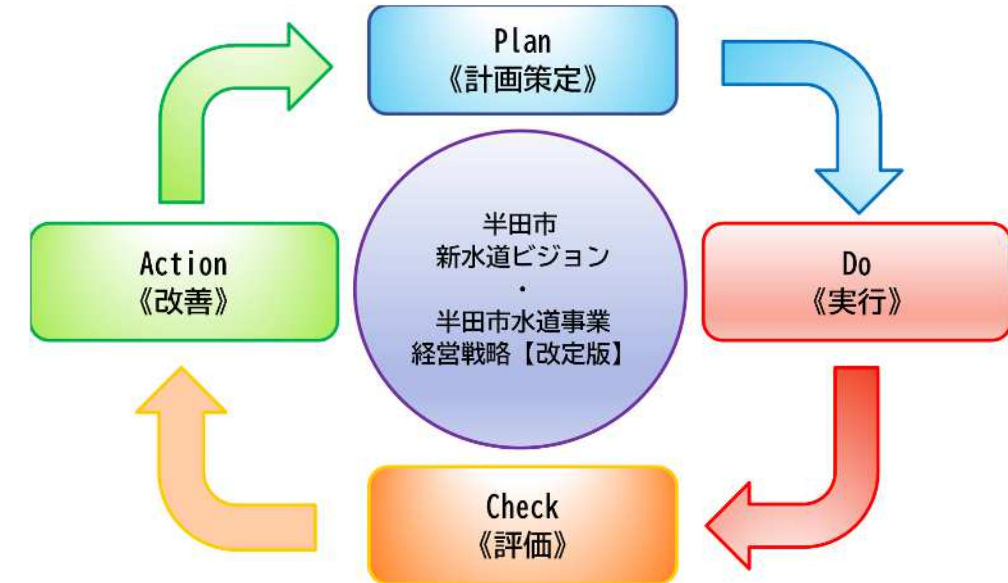 Plan
《計画策定》
Action
《改善》
半田市
新水道ビジョン
・
半田市水道事業
経営戦略【改定版】
Do
《実行》
Check
《評価》